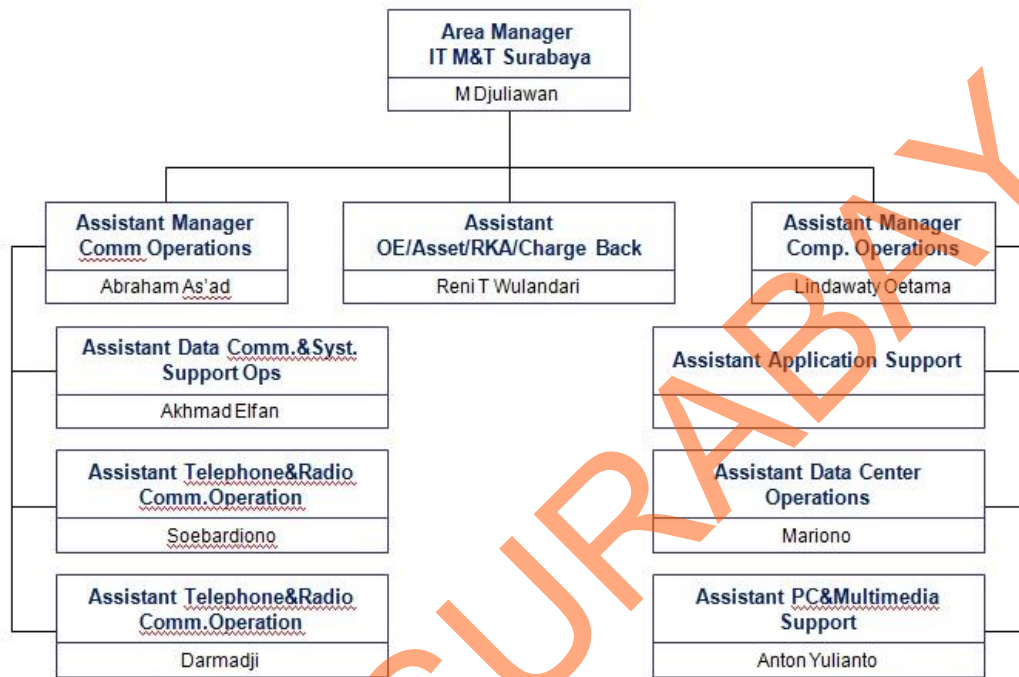 Area Manager
IT M&T Surabaya
M Djuliawan
Assistant Manager
Comm Operations
Abraham As'ad
Assistant
OE/Asset/RKA/Charge Back
Reni T Wulandari
Assistant Manager
Comp. Operations
Lindawaty Oetama
Assistant Data Comm.&Syst.
Support Ops
Akhmad Elfan
Assistant Application Support
Assistant Telephone&Radio
Comm.Operation
Soebardiono
Assistant Data Center
Operations
Mariono
Assistant Telephone&Radio
Comm.Operation
Darmadji
Assistant PC&Multimedia
Support
Anton Yulianto
SURABAY